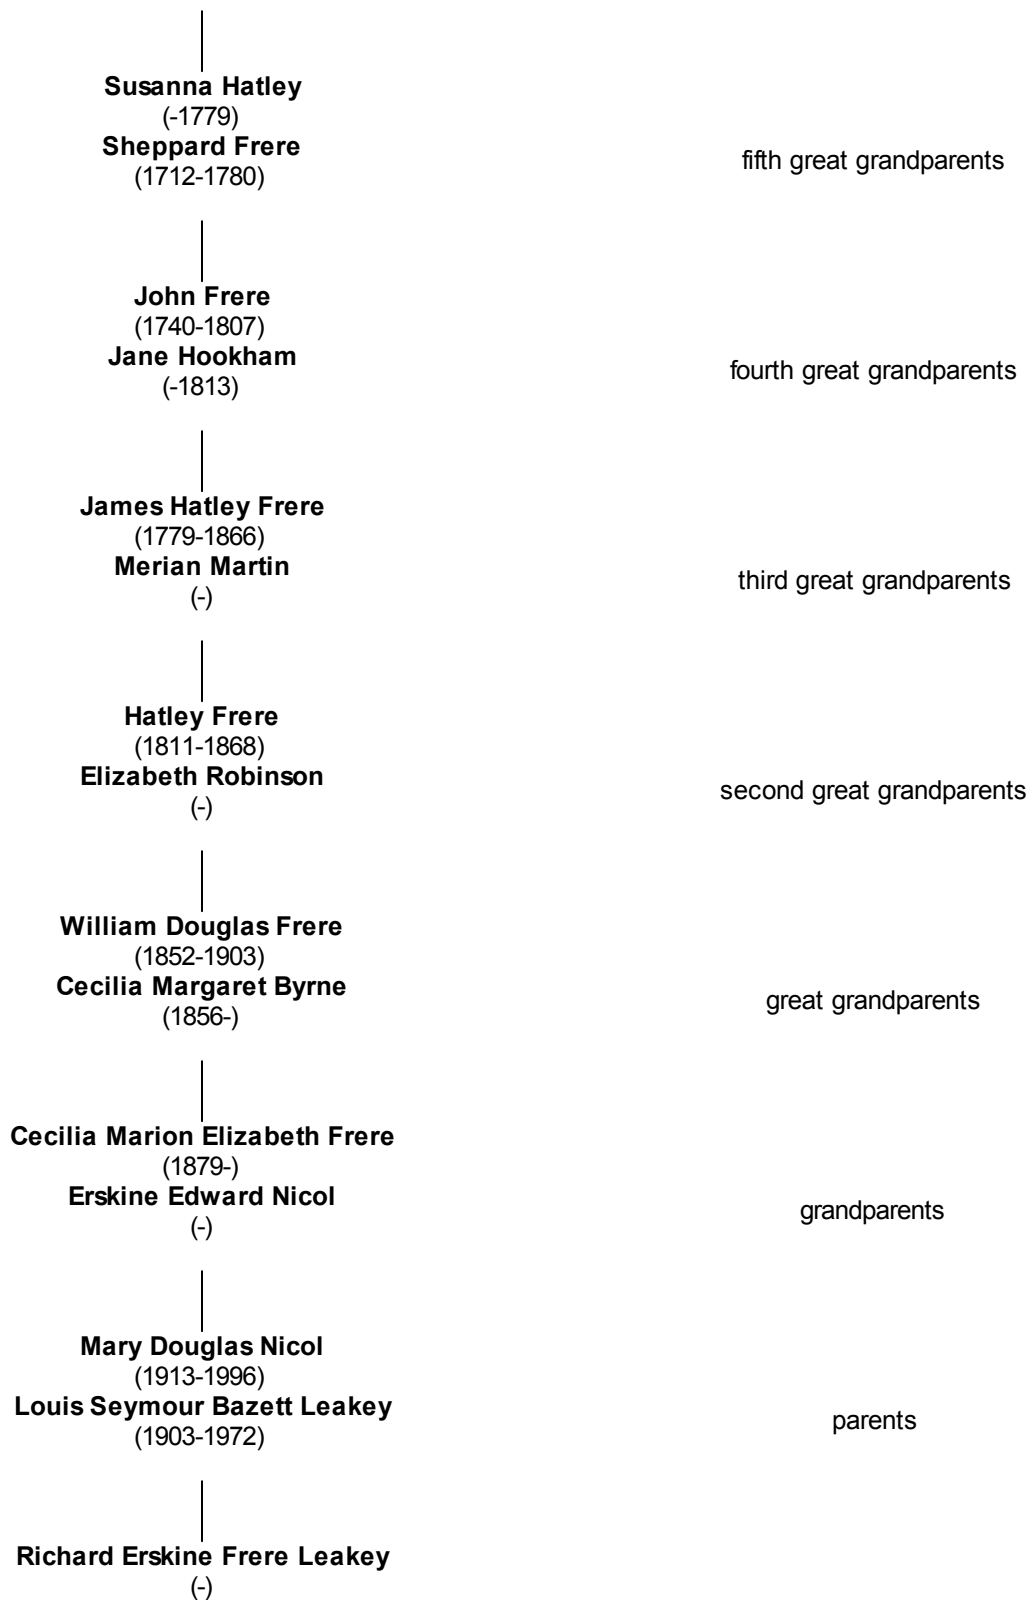 Susanna Hatley
(-1779)
Sheppard Frere
(1712-1780)
fifth great grandparents
John Frere
(1740-1807)
Jane Hookham
(-1813)
fourth great grandparents
James Hatley Frere
(1779-1866)
Merian Martin
(-)
third great grandparents
Hatley Frere
(1811-1868)
Elizabeth Robinson
(-)
second great grandparents
William Douglas Frere
(1852-1903)
Cecilia Margaret Byrne
(1856-)
great grandparents
Cecilia Marion Elizabeth Frere
(1879-)
Erskine Edward Nicol
(-)
grandparents
Mary Douglas Nicol
(1913-1996)
Louis Seymour Bazett Leakey
(1903-1972)
parents
Richard Erskine Frere Leakey
(-)